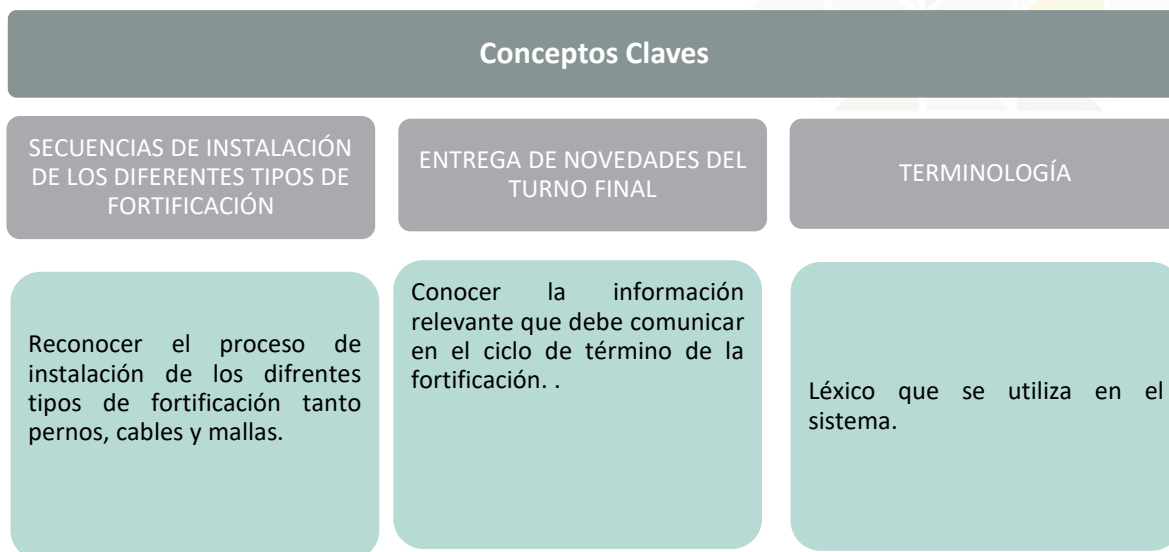 Conceptos Claves
SECUENCIAS DE INSTALACIÓN
DE LOS DIFERENTES TIPOS DE
FORTIFICACIÓN
ENTREGA DE NOVEDADES DEL
TURNO FINAL
TERMINOLOGÍA
Reconocer el proceso de
instalación de los difrentes
tipos de fortificación tanto
pernos, cables y mallas.
Conocer la información
relevante que debe comunicar
en el ciclo de término de la
fortificación. .
Léxico que se utiliza en el
sistema.